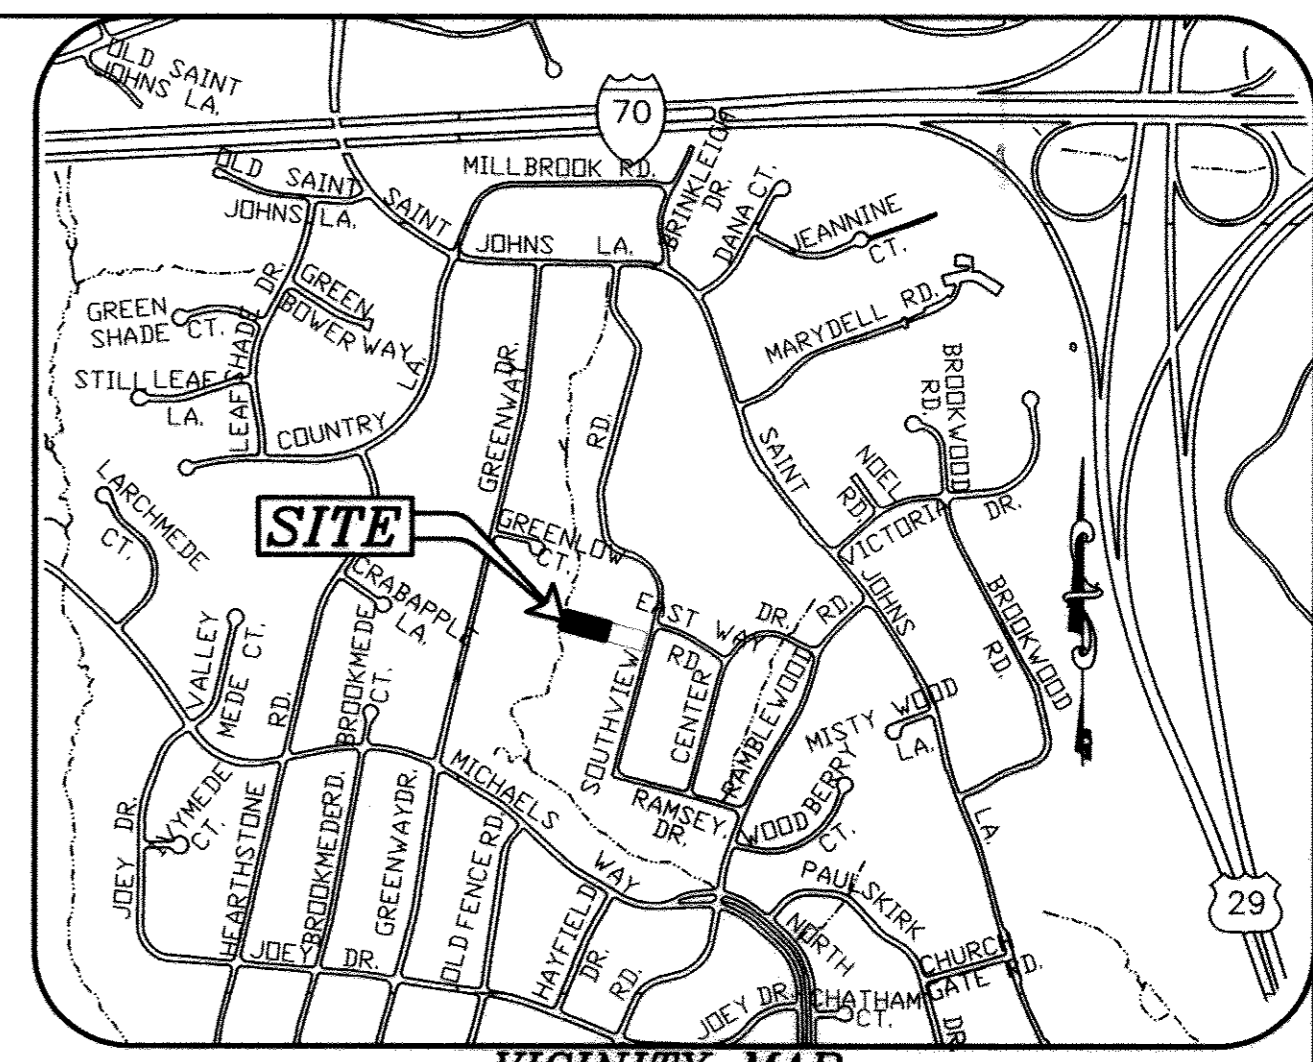 OLD SAINT
JOHNS LA.
70
MILLBROOK RD.
BRINKLEIGH
DR.
OLD SAINT
JOHNS LA.
SAINT
JOHNS LA.
DANA CT.
JEANNINE
CT.
GREEN
SHADE CT.
LEAF SHADE DR.
GREEN
BOWER WAY
MARYDELL RD.
STILL LEAF
LA.
COUNTRY LA.
GREENWAY DR.
RD.
BROOKWOOD
RD.
SAINT
NOEL
RD.
VICTORIA DR.
LARCHMEDE
CT.
SITE
GREENLOW
CT.
CRABAPPLE
LA.
EAST WAY
DR.
RD.
RD.
JOHNS
BROOKWOOD
RD.
VALLEY
MEDE CT.
RD.
BROOKMEDE
CT.
SOUTHVIEW
CENTER
RAMBLEWOOD
MISTY WOOD
LA.
MICHAELS
WAY
RAMSEY
DR.
WOODBERRY
CT.
LA.
JOEY DR.
IVYMEDE
CT.
HEARTHSTONE
BROOKMEDE RD.
GREENWAY DR.
OLD FENCE RD.
HAYFIELD
DR.
RD.
PAULSKIRK
DR.
NORTH
CHATHAM
RD.
CHURCH
GATE
CT.
JOEY DR.
JOEY DR.
29
VICINITY MAP